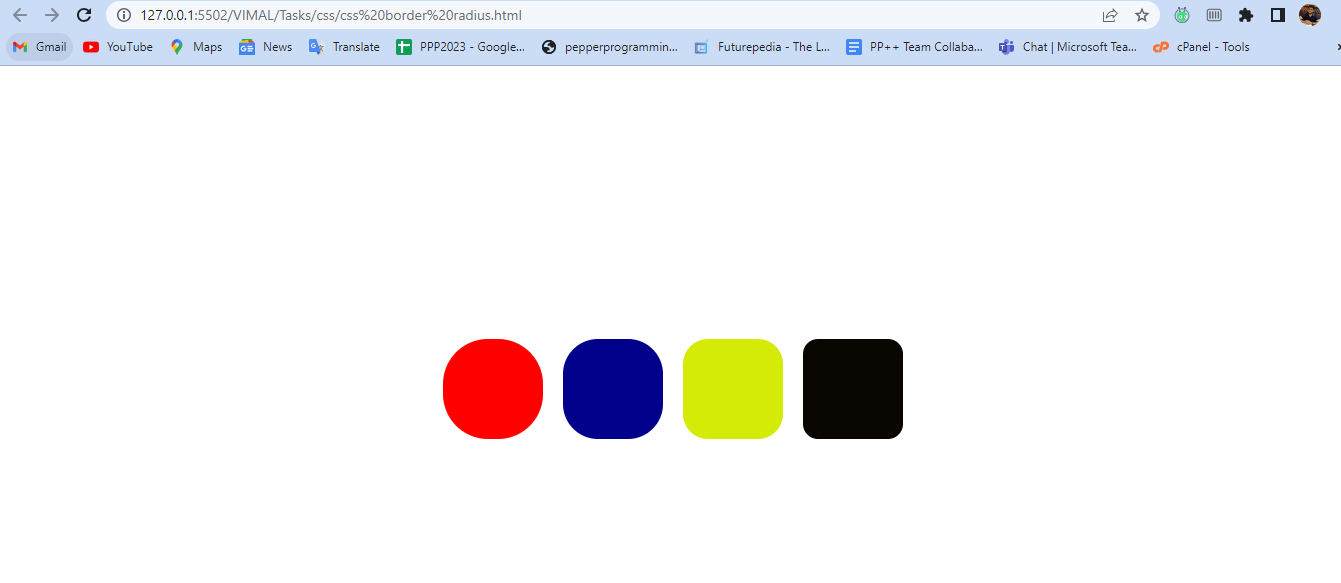 127.0.0.1:5502/VIMAL/Tasks/css/css%20border%20radius.html
Gmail YouTube Maps News Translate PPP2023 - Google... pepperprogrammin... Futurepedia - The L... PP++ Team Collaba... Chat | Microsoft Tea... cPanel - Tools